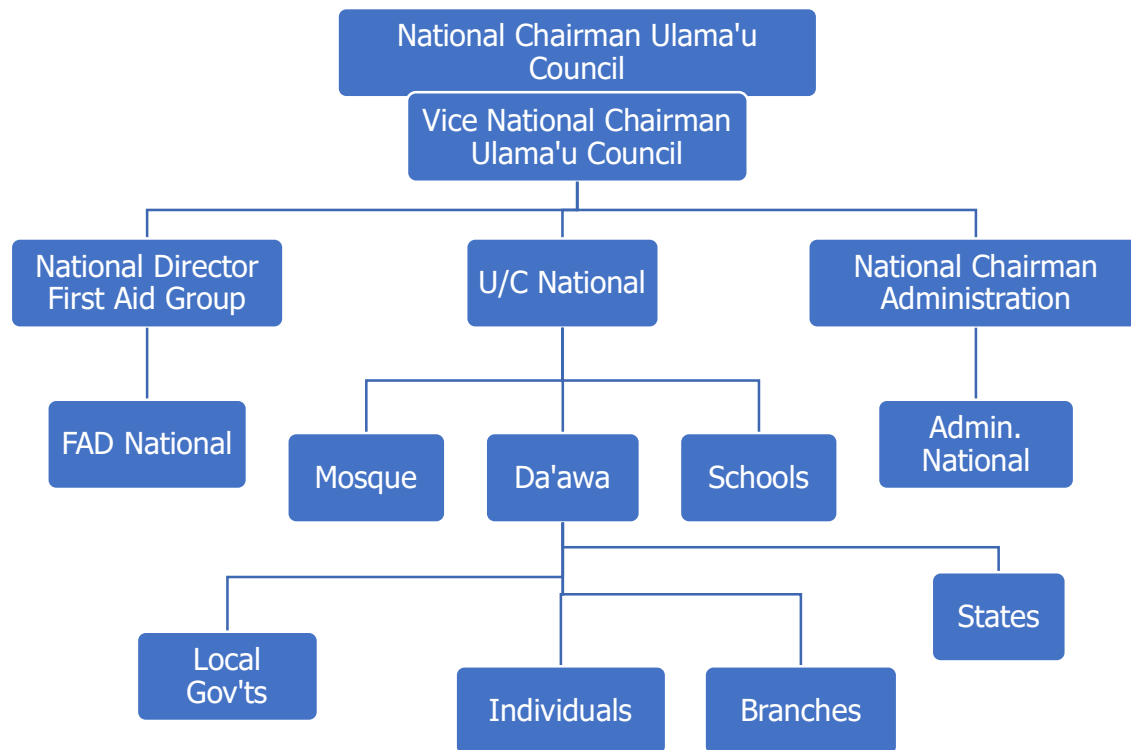 National Chairman Ulama'u
Council
Vice National Chairman
Ulama'u Council
National Director
First Aid Group
U/C National
National Chairman
Administration
FAD National
Admin.
National
Mosque
Da'awa
Schools
States
Local
Gov'ts
Individuals
Branches